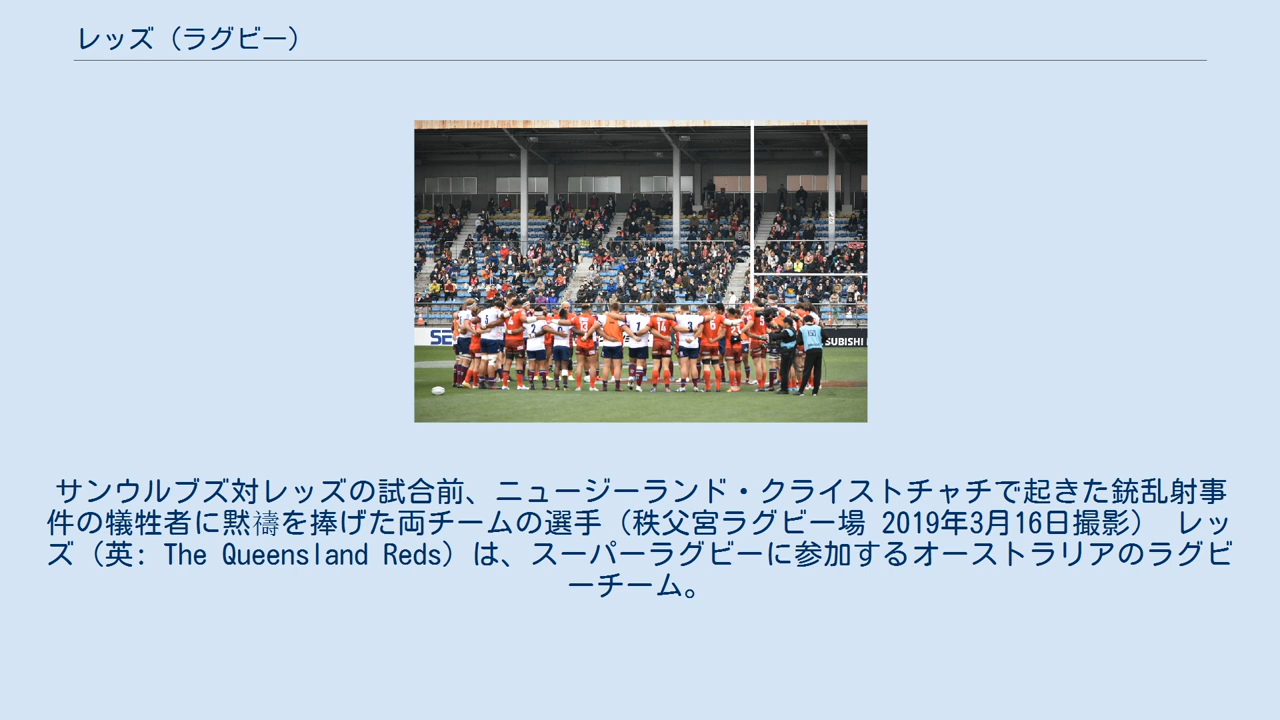 レッズ（ラグビー）
SE
SUBISHI
サンウルブズ対レッズの試合前、ニュージーランド・クライストチャチで起きた銃乱射事
件の犠牲者に黙禱を捧げた両チームの選手（秩父宮ラグビー場 2019年3月16日撮影） レッ
ズ（英: The Queensland Reds）は、スーパーラグビーに参加するオーストラリアのラグビ
ーチーム。